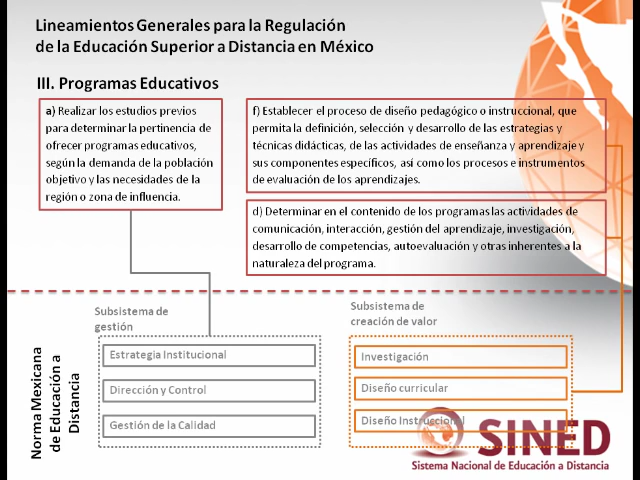 Lineamientos Generales para la Regulación
de la Educación Superior a Distancia en México
III. Programas Educativos
a) Realizar los estudios previos
para determinar la pertinencia de
ofrecer programas educativos,
según la demanda de la población
objetivo y las necesidades de la
región o zona de influencia.
f) Establecer el proceso de diseño pedagógico o instruccional, que
permita la definición, selección y desarrollo de las estrategias y
técnicas didácticas, de las actividades de enseñanza y aprendizaje y
sus componentes específicos, así como los procesos e instrumentos
de evaluación de los aprendizajes.
d) Determinar en el contenido de los programas las actividades de
comunicación, interacción, gestión del aprendizaje, investigación,
desarrollo de competencias, autoevaluación y otras inherentes a la
naturaleza del programa.
Norma Mexicana
de Educación a
Distancia
Subsistema de
gestión
Estrategia Institucional
Dirección y Control
Gestión de la Calidad
Subsistema de
creación de valor
Investigación
Diseño curricular
Diseño Instruccional
SINED
Sistema Nacional de Educación a Distancia